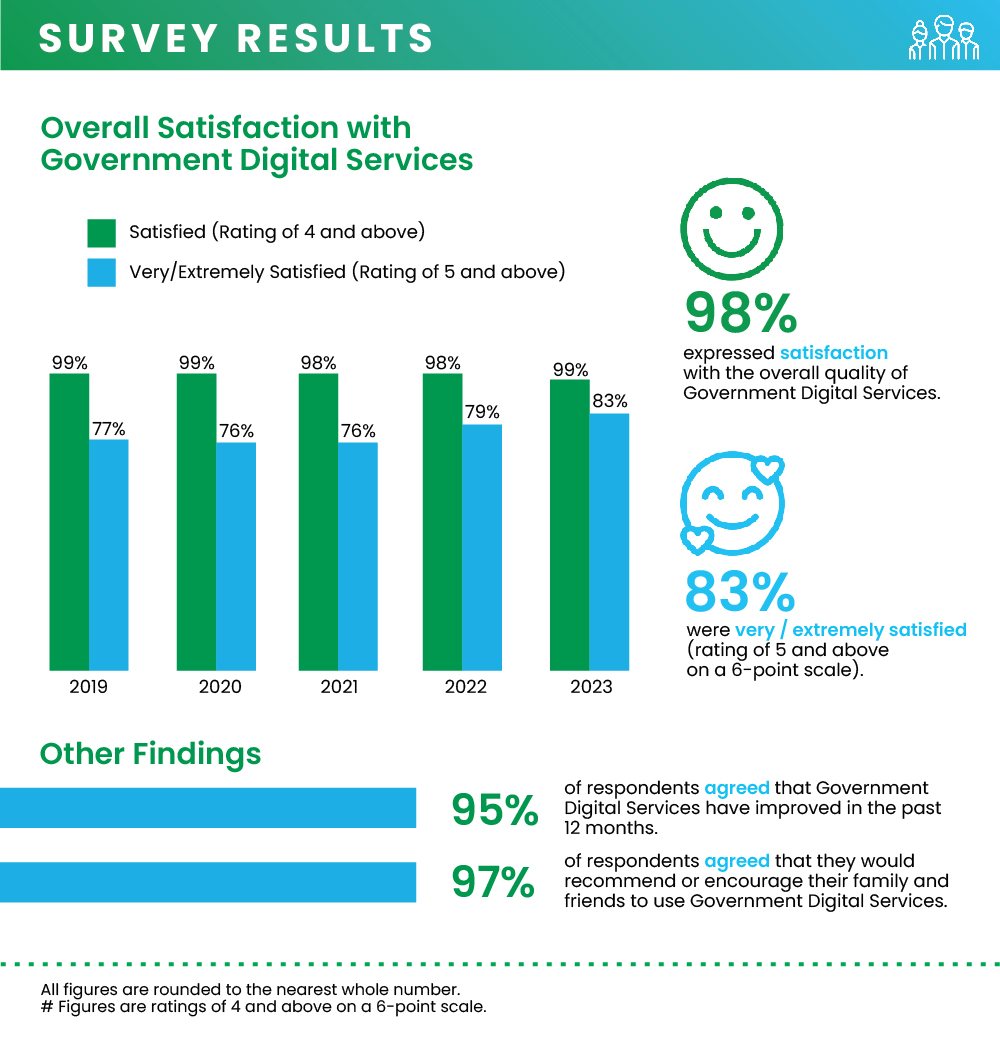 SURVEY RESULTS
Overall Satisfaction with
Government Digital Services
Satisfied (Rating of 4 and above)
Very/Extremely Satisfied (Rating of 5 and above)
99%
77%
2019
99%
76%
2020
98%
76%
2021
98%
79%
2022
99%
83%
2023
98%
expressed satisfaction
with the overall quality of
Government Digital Services.
83%
were very / extremely satisfied
(rating of 5 and above
on a 6-point scale).
Other Findings
95%
of respondents agreed that Government
Digital Services have improved in the past
12 months.
97%
of respondents agreed that they would
recommend or encourage their family and
friends to use Government Digital Services.
All figures are rounded to the nearest whole number.
# Figures are ratings of 4 and above on a 6-point scale.